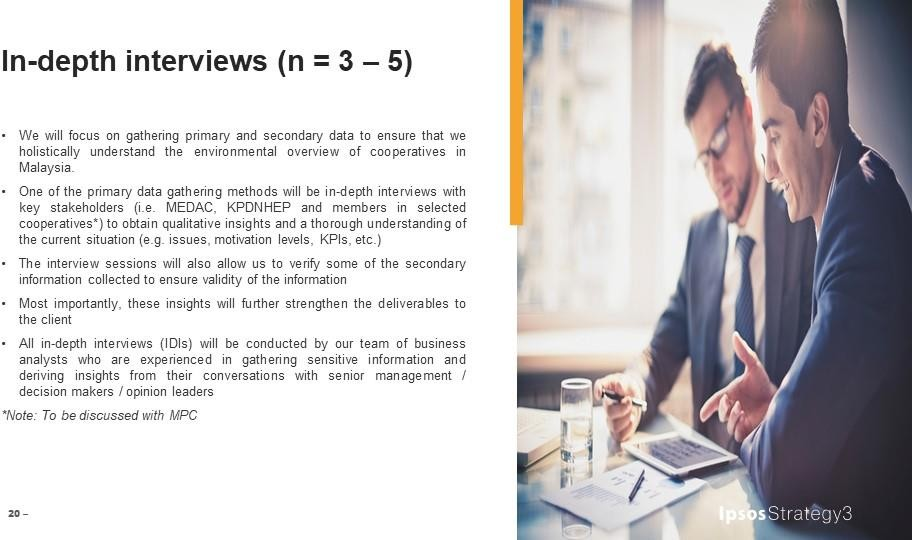 In-depth interviews (n = 3 – 5)
• We will focus on gathering primary and secondary data to ensure that we
holistically understand the environmental overview of cooperatives in
Malaysia.
• One of the primary data gathering methods will be in-depth interviews with
key stakeholders (i.e. MEDAC, KPDNHEP and members in selected
cooperatives*) to obtain qualitative insights and a thorough understanding of
the current situation (e.g. issues, motivation levels, KPIs, etc.)
• The interview sessions will also allow us to verify some of the secondary
information collected to ensure validity of the information
• Most importantly, these insights will further strengthen the deliverables to
the client
• All in-depth interviews (IDIs) will be conducted by our team of business
analysts who are experienced in gathering sensitive information and
deriving insights from their conversations with senior management /
decision makers / opinion leaders
*Note: To be discussed with MPC
20 –
Ipsos Strategy3